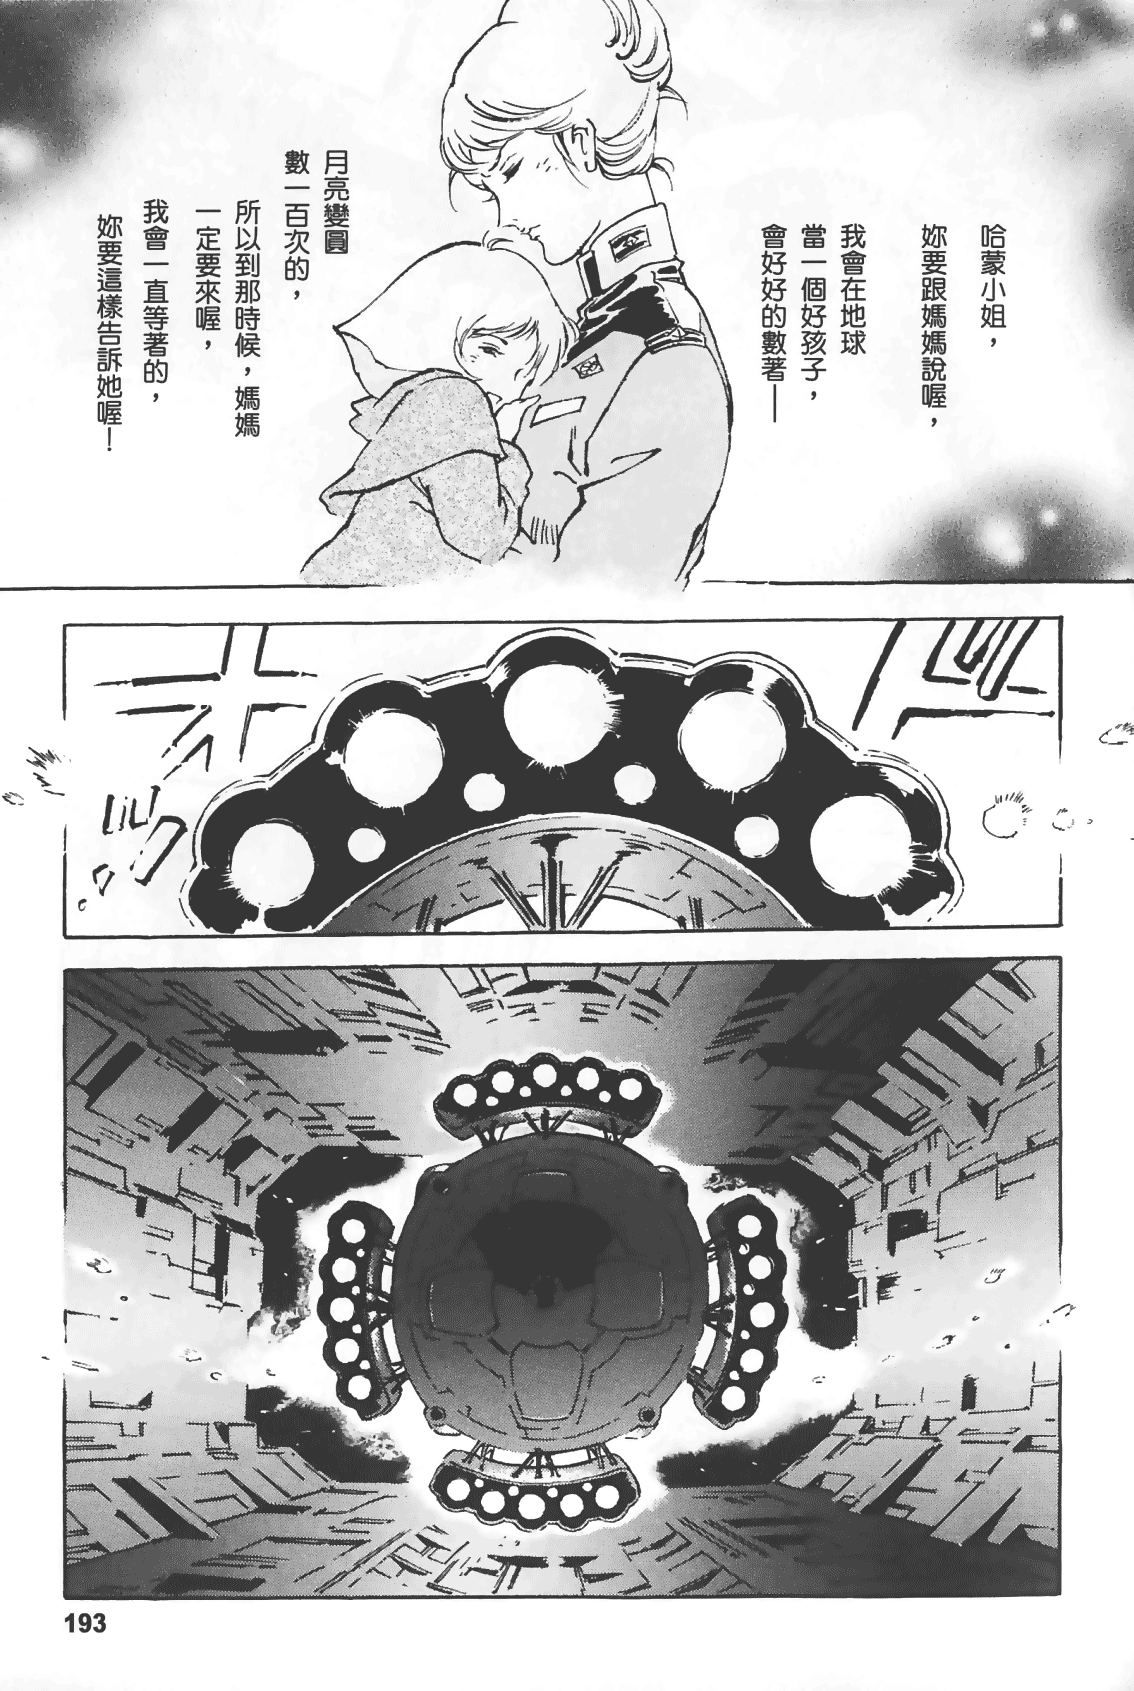 哈蒙小姐，
妳要跟媽媽說喔，
我會在地球
當一個好孩子，
會好好的數著——
月亮變圓
數一百次的，
所以到那時候，媽媽
一定要來喔，
我會一直等著的，
妳要這樣告訴她喔！
193